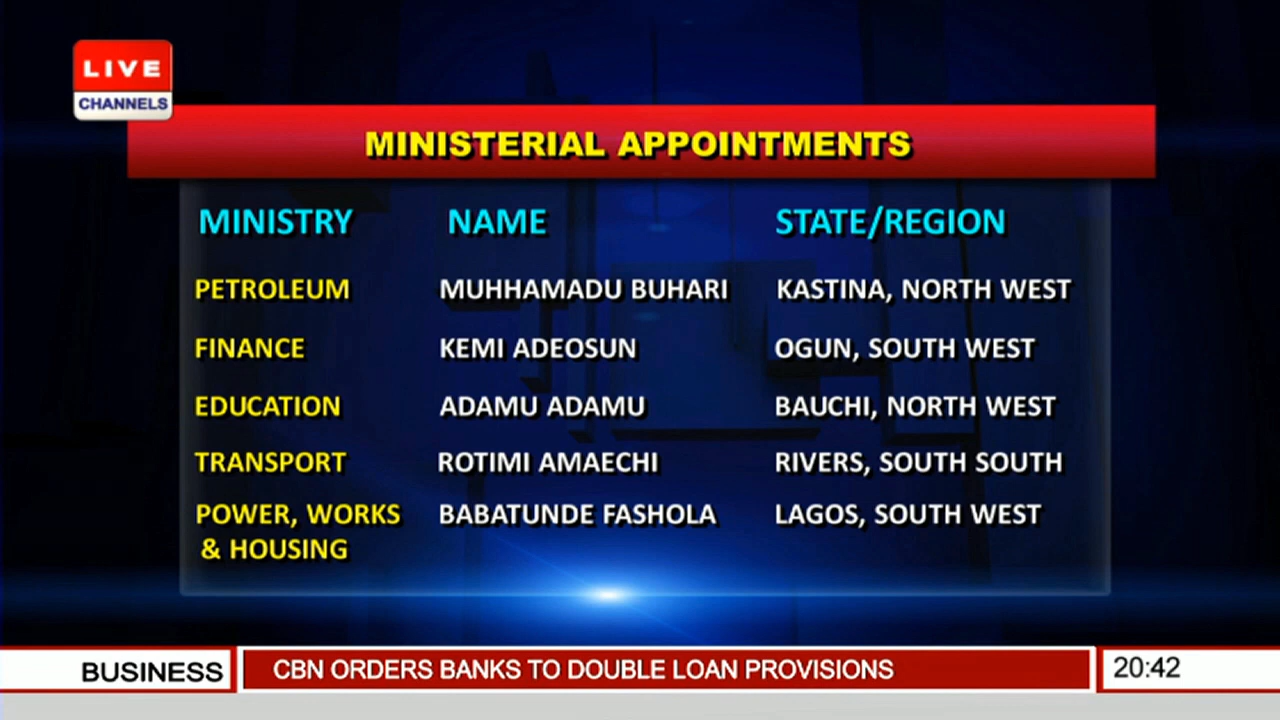 LIVE
CHANNELS
MINISTERIAL APPOINTMENTS
MINISTRY NAME STATE/REGION
PETROLEUM MUHHAMADU BUHARI KASTINA, NORTH WEST
FINANCE KEMI ADEOSUN OGUN, SOUTH WEST
EDUCATION ADAMU ADAMU BAUCHI, NORTH WEST
TRANSPORT ROTIMI AMAECHI RIVERS, SOUTH SOUTH
POWER, WORKS BABATUNDE FASHOLA LAGOS, SOUTH WEST
& HOUSING
BUSINESS CBN ORDERS BANKS TO DOUBLE LOAN PROVISIONS 20:42